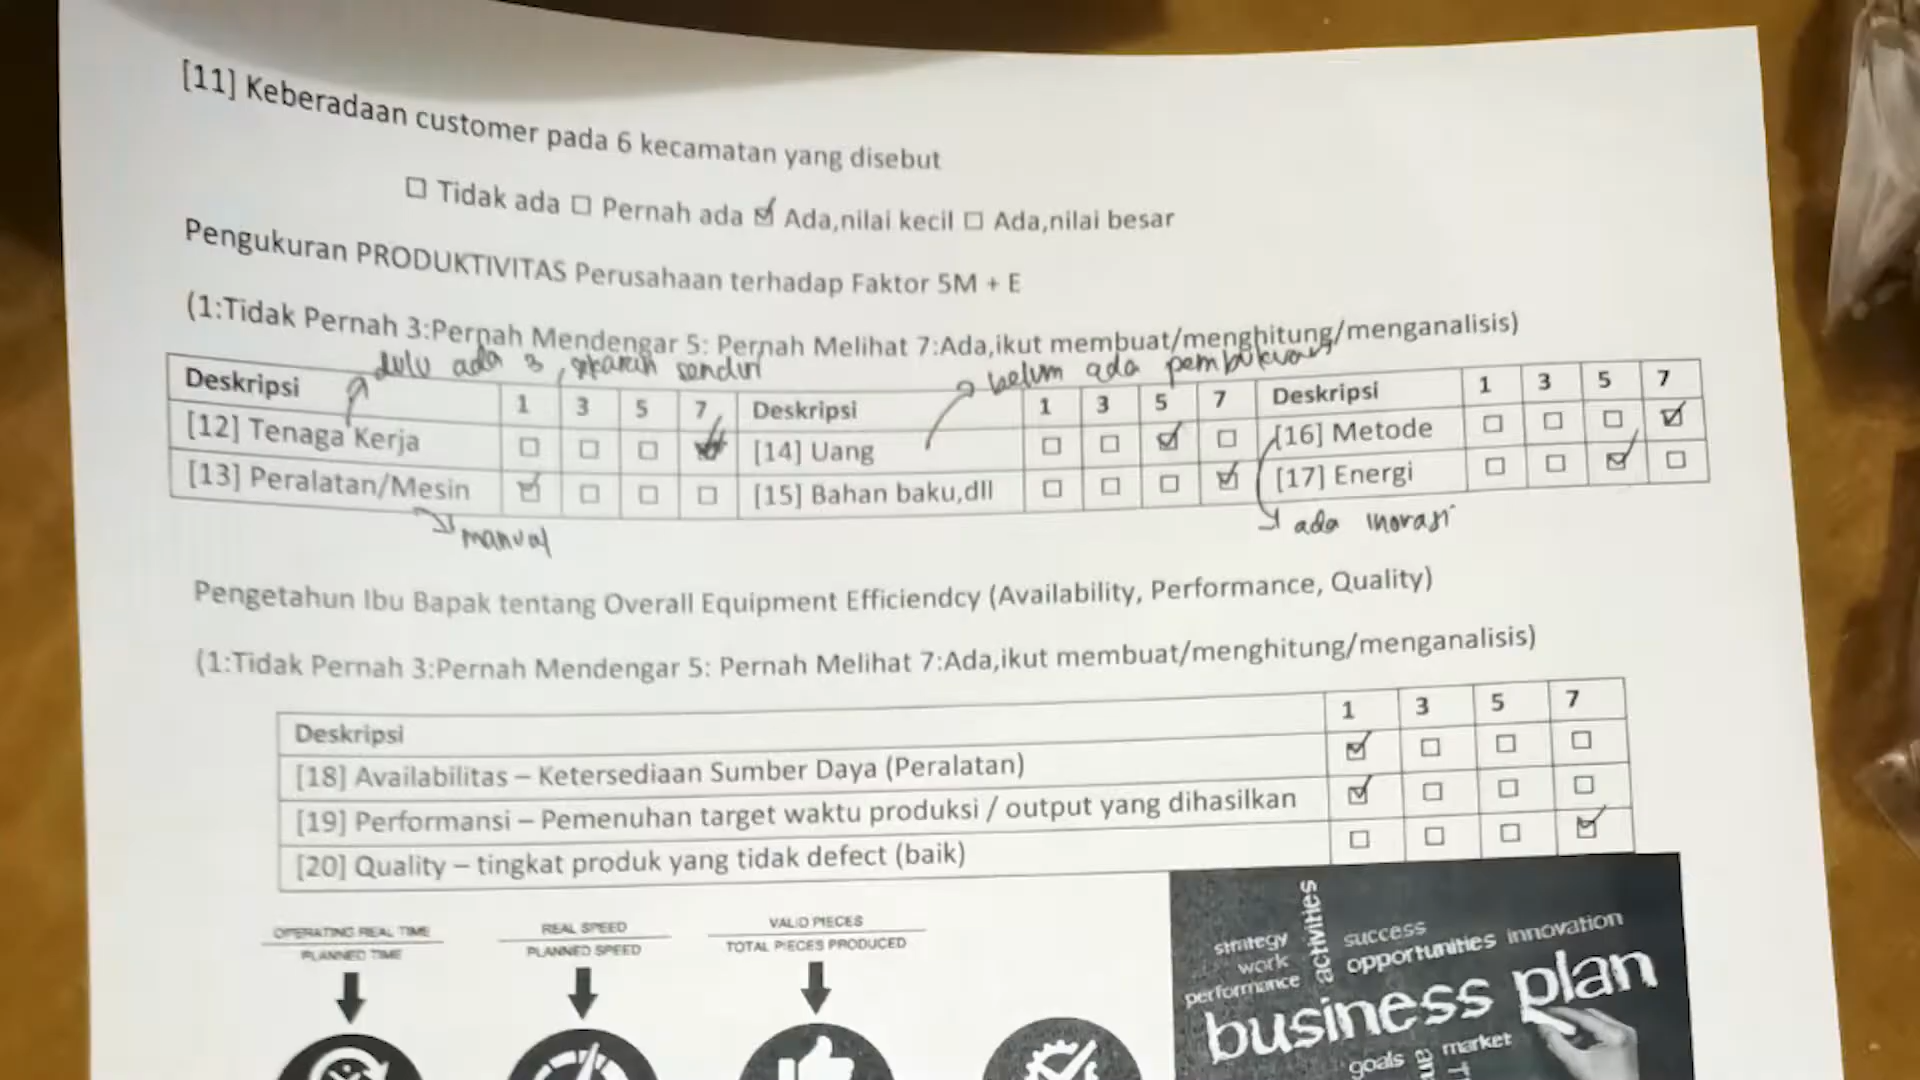 [11] Keberadaan customer pada 6 kecamatan yang disebut
☐ Tidak ada ☐ Pernah ada ☑ Ada,nilai kecil ☐ Ada,nilai besar
Pengukuran PRODUKTIVITAS Perusahaan terhadap Faktor 5M + E
(1:Tidak Pernah 3:Pernah Mendengar 5: Pernah Melihat 7:Ada,ikut membuat/menghitung/menganalisis)
dulu ada 3, sendiri
belum ada pembukuan
Deskripsi 1 3 5 7 Deskripsi 1 3 5 7 Deskripsi 1 3 5 7
[12] Tenaga Kerja ☐ ☐ ☐ ☑ [14] Uang ☐ ☐ ☑ ☐ [16] Metode ☐ ☐ ☐ ☑
[13] Peralatan/Mesin ☑ ☐ ☐ ☐ [15] Bahan baku,dll ☐ ☐ ☐ ☑ [17] Energi ☐ ☐ ☑ ☐
manual
ada inovasi
Pengetahun Ibu Bapak tentang Overall Equipment Efficiendcy (Availability, Performance, Quality)
(1:Tidak Pernah 3:Pernah Mendengar 5: Pernah Melihat 7:Ada,ikut membuat/menghitung/menganalisis)
Deskripsi 1 3 5 7
[18] Availabilitas – Ketersediaan Sumber Daya (Peralatan) ☑ ☐ ☐ ☐
[19] Performansi – Pemenuhan target waktu produksi / output yang dihasilkan ☑ ☐ ☐ ☐
[20] Quality – tingkat produk yang tidak defect (baik) ☐ ☐ ☐ ☑
OPERATING REAL TIME
PLANNED TIME
REAL SPEED
PLANNED SPEED
VALID PIECES
TOTAL PIECES PRODUCED
strategy
work
performance
activities
success
opportunities innovation
business plan
goals
market